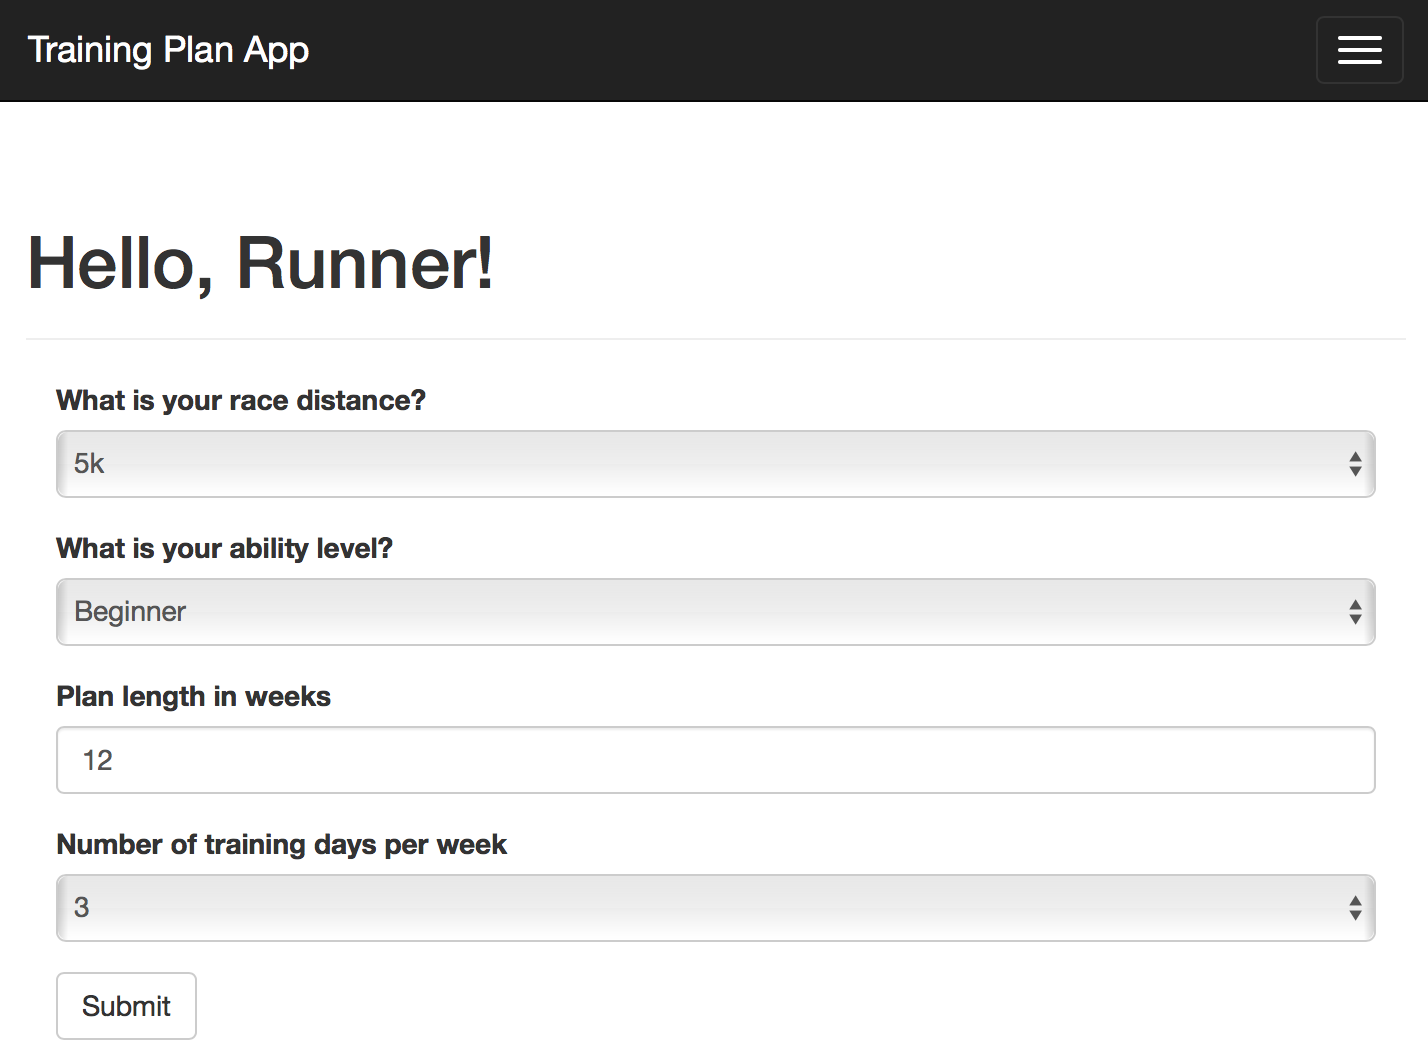 Training Plan App
Hello, Runner!
What is your race distance?
5k
What is your ability level?
Beginner
Plan length in weeks
12
Number of training days per week
3
Submit